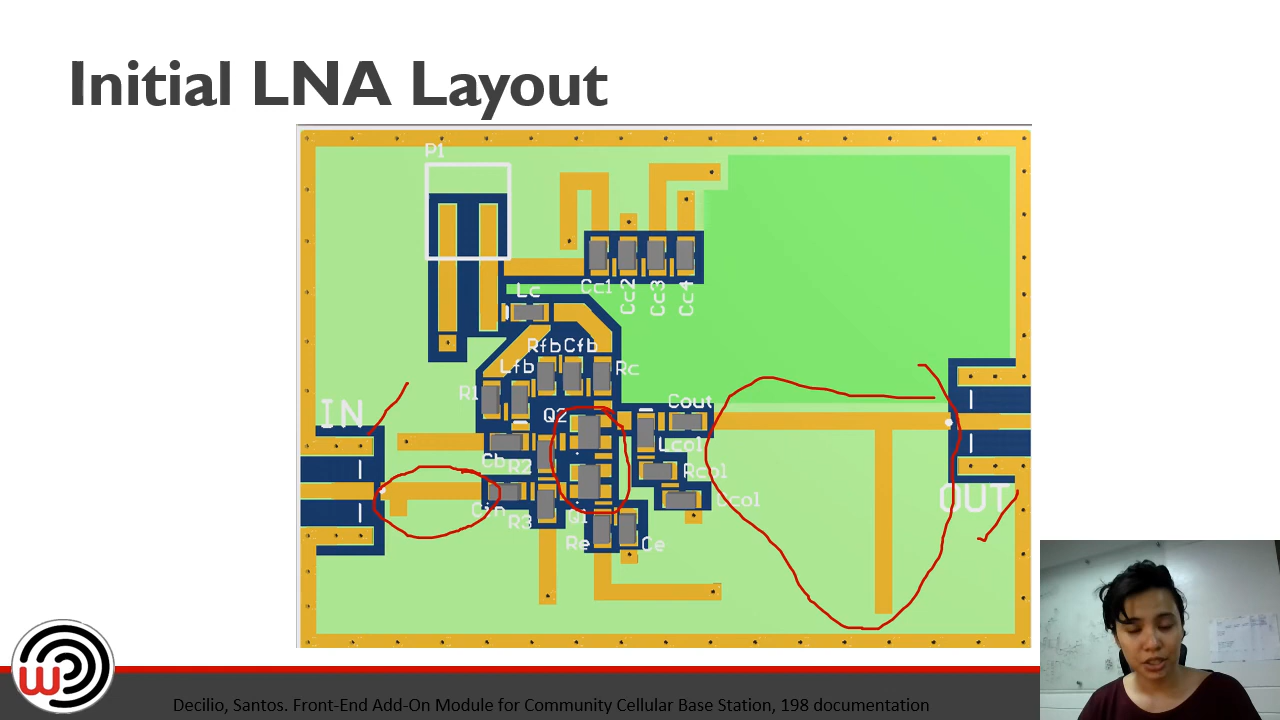 Initial LNA Layout
P1
Cc1
Cc2
Cc3
Cc4
Lc
Rfb
Cfb
Lfb
Rc
R1
IN
Q2
Cout
Lcol
Cb
R2
Rcol
Cin
R3
Q1
Ccol
OUT
Re
Ce
w
Decilio, Santos. Front-End Add-On Module for Community Cellular Base Station, 198 documentation